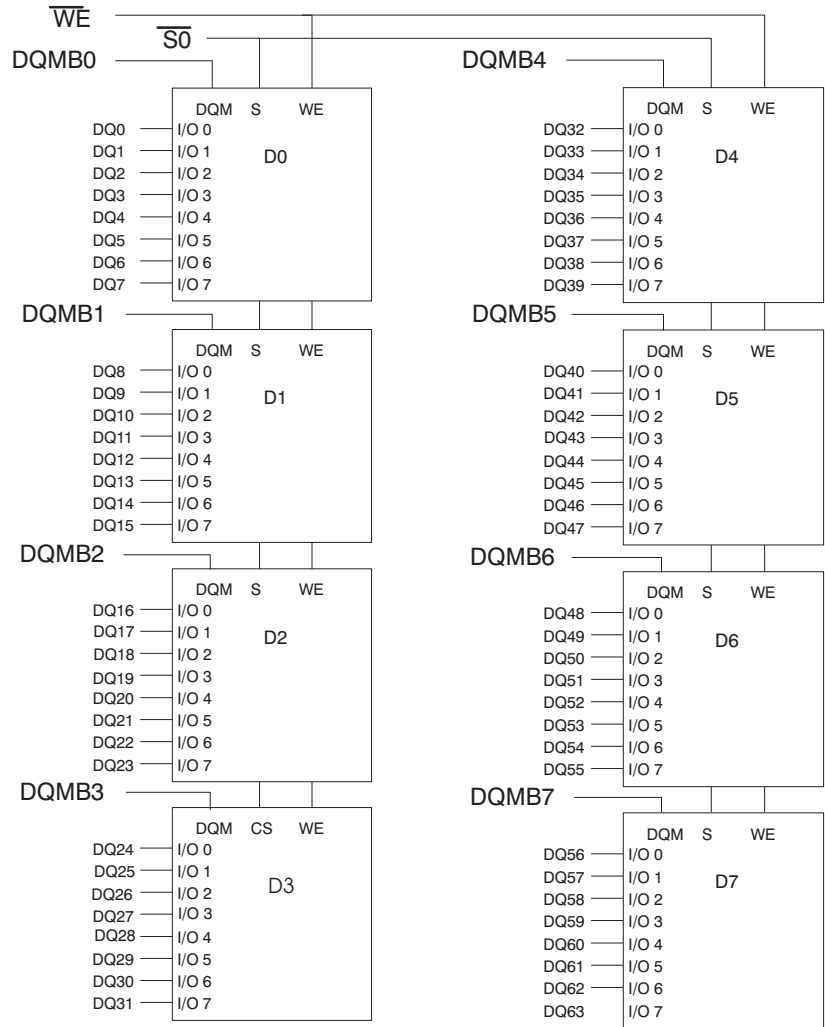 W̅E̅
S̅0̅
DQMB0
DQM S WE
DQ0 I/O 0
DQ1 I/O 1
D0
DQ2 I/O 2
DQ3 I/O 3
DQ4 I/O 4
DQ5 I/O 5
DQ6 I/O 6
DQ7 I/O 7
DQMB1
DQM S WE
DQ8 I/O 0
DQ9 I/O 1
D1
DQ10 I/O 2
DQ11 I/O 3
DQ12 I/O 4
DQ13 I/O 5
DQ14 I/O 6
DQ15 I/O 7
DQMB2
DQM S WE
DQ16 I/O 0
DQ17 I/O 1
D2
DQ18 I/O 2
DQ19 I/O 3
DQ20 I/O 4
DQ21 I/O 5
DQ22 I/O 6
DQ23 I/O 7
DQMB3
DQM CS WE
DQ24 I/O 0
DQ25 I/O 1
D3
DQ26 I/O 2
DQ27 I/O 3
DQ28 I/O 4
DQ29 I/O 5
DQ30 I/O 6
DQ31 I/O 7
DQMB4
DQM S WE
DQ32 I/O 0
DQ33 I/O 1
D4
DQ34 I/O 2
DQ35 I/O 3
DQ36 I/O 4
DQ37 I/O 5
DQ38 I/O 6
DQ39 I/O 7
DQMB5
DQM S WE
DQ40 I/O 0
DQ41 I/O 1
D5
DQ42 I/O 2
DQ43 I/O 3
DQ44 I/O 4
DQ45 I/O 5
DQ46 I/O 6
DQ47 I/O 7
DQMB6
DQM S WE
DQ48 I/O 0
DQ49 I/O 1
D6
DQ50 I/O 2
DQ51 I/O 3
DQ52 I/O 4
DQ53 I/O 5
DQ54 I/O 6
DQ55 I/O 7
DQMB7
DQM S WE
DQ56 I/O 0
DQ57 I/O 1
D7
DQ58 I/O 2
DQ59 I/O 3
DQ60 I/O 4
DQ61 I/O 5
DQ62 I/O 6
DQ63 I/O 7